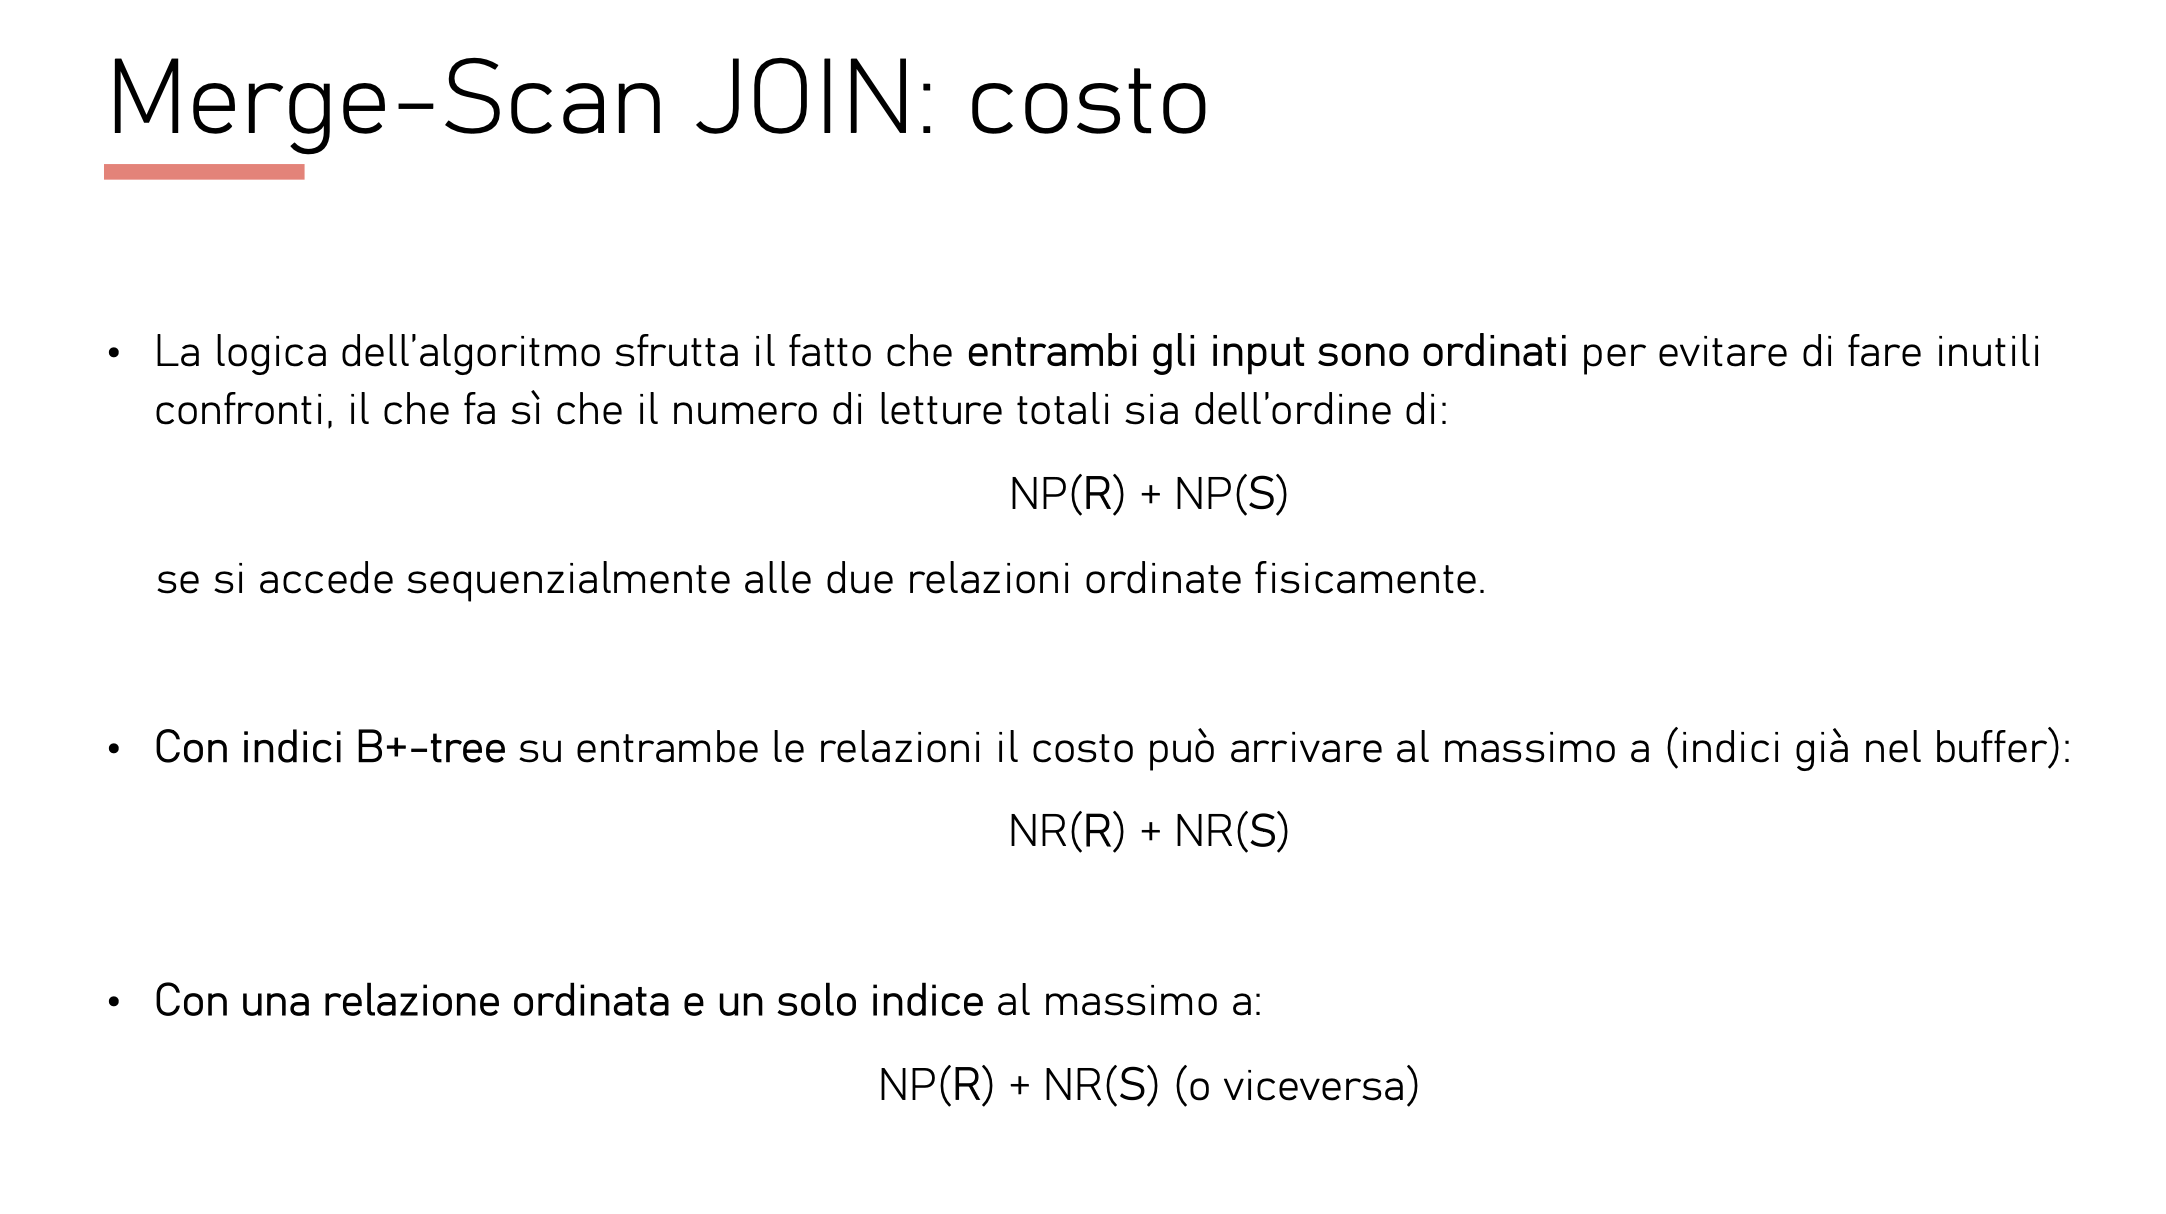 Merge-Scan JOIN: costo
• La logica dell'algoritmo sfrutta il fatto che entrambi gli input sono ordinati per evitare di fare inutili
confronti, il che fa sì che il numero di letture totali sia dell'ordine di:
NP(R) + NP(S)
se si accede sequenzialmente alle due relazioni ordinate fisicamente.
• Con indici B+-tree su entrambe le relazioni il costo può arrivare al massimo a (indici già nel buffer):
NR(R) + NR(S)
• Con una relazione ordinata e un solo indice al massimo a:
NP(R) + NR(S) (o viceversa)